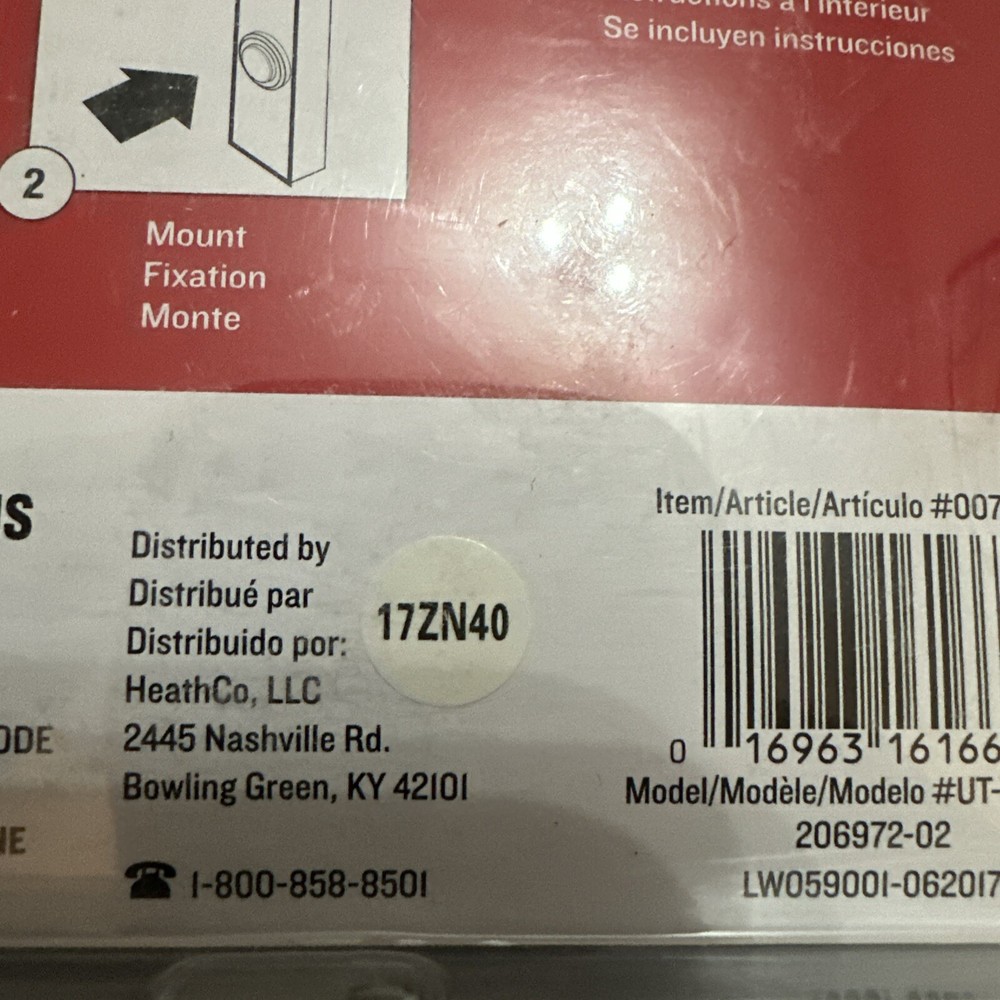 à l'intérieur
Se incluyen instrucciones
2
Mount
Fixation
Monte
Distributed by
Distribué par
Distribuido por:
HeathCo, LLC
2445 Nashville Rd.
Bowling Green, KY 42101
1-800-858-8501
17ZN40
Item/Article/Artículo #007
0 16963 16166
Model/Modèle/Modelo #UT-
206972-02
LW059001-062017